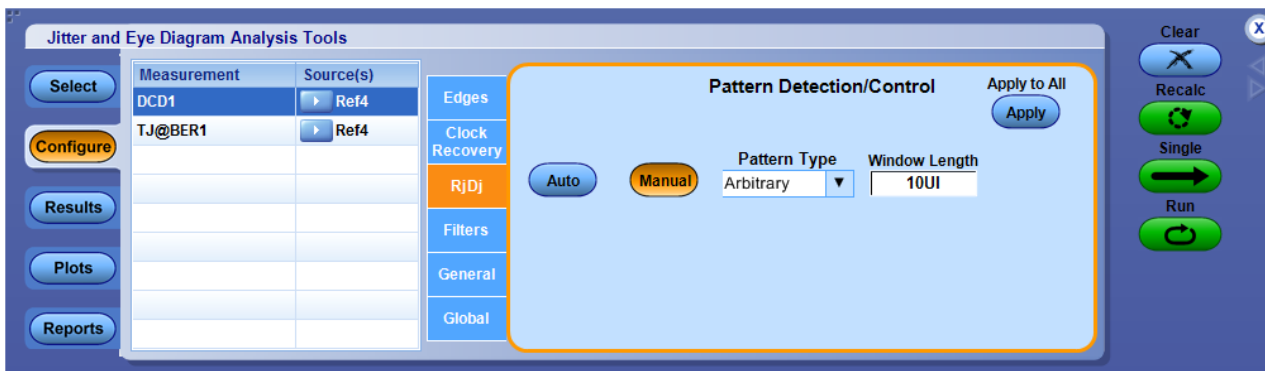 Jitter and Eye Diagram Analysis Tools
Select
Configure
Results
Plots
Reports
Measurement Source(s)
DCD1 Ref4
TJ@BER1 Ref4
Edges
Clock
Recovery
RjDj
Filters
General
Global
Pattern Detection/Control
Apply to All
Apply
Auto
Manual
Pattern Type
Arbitrary
Window Length
10UI
Clear
X
Recalc
Single
Run